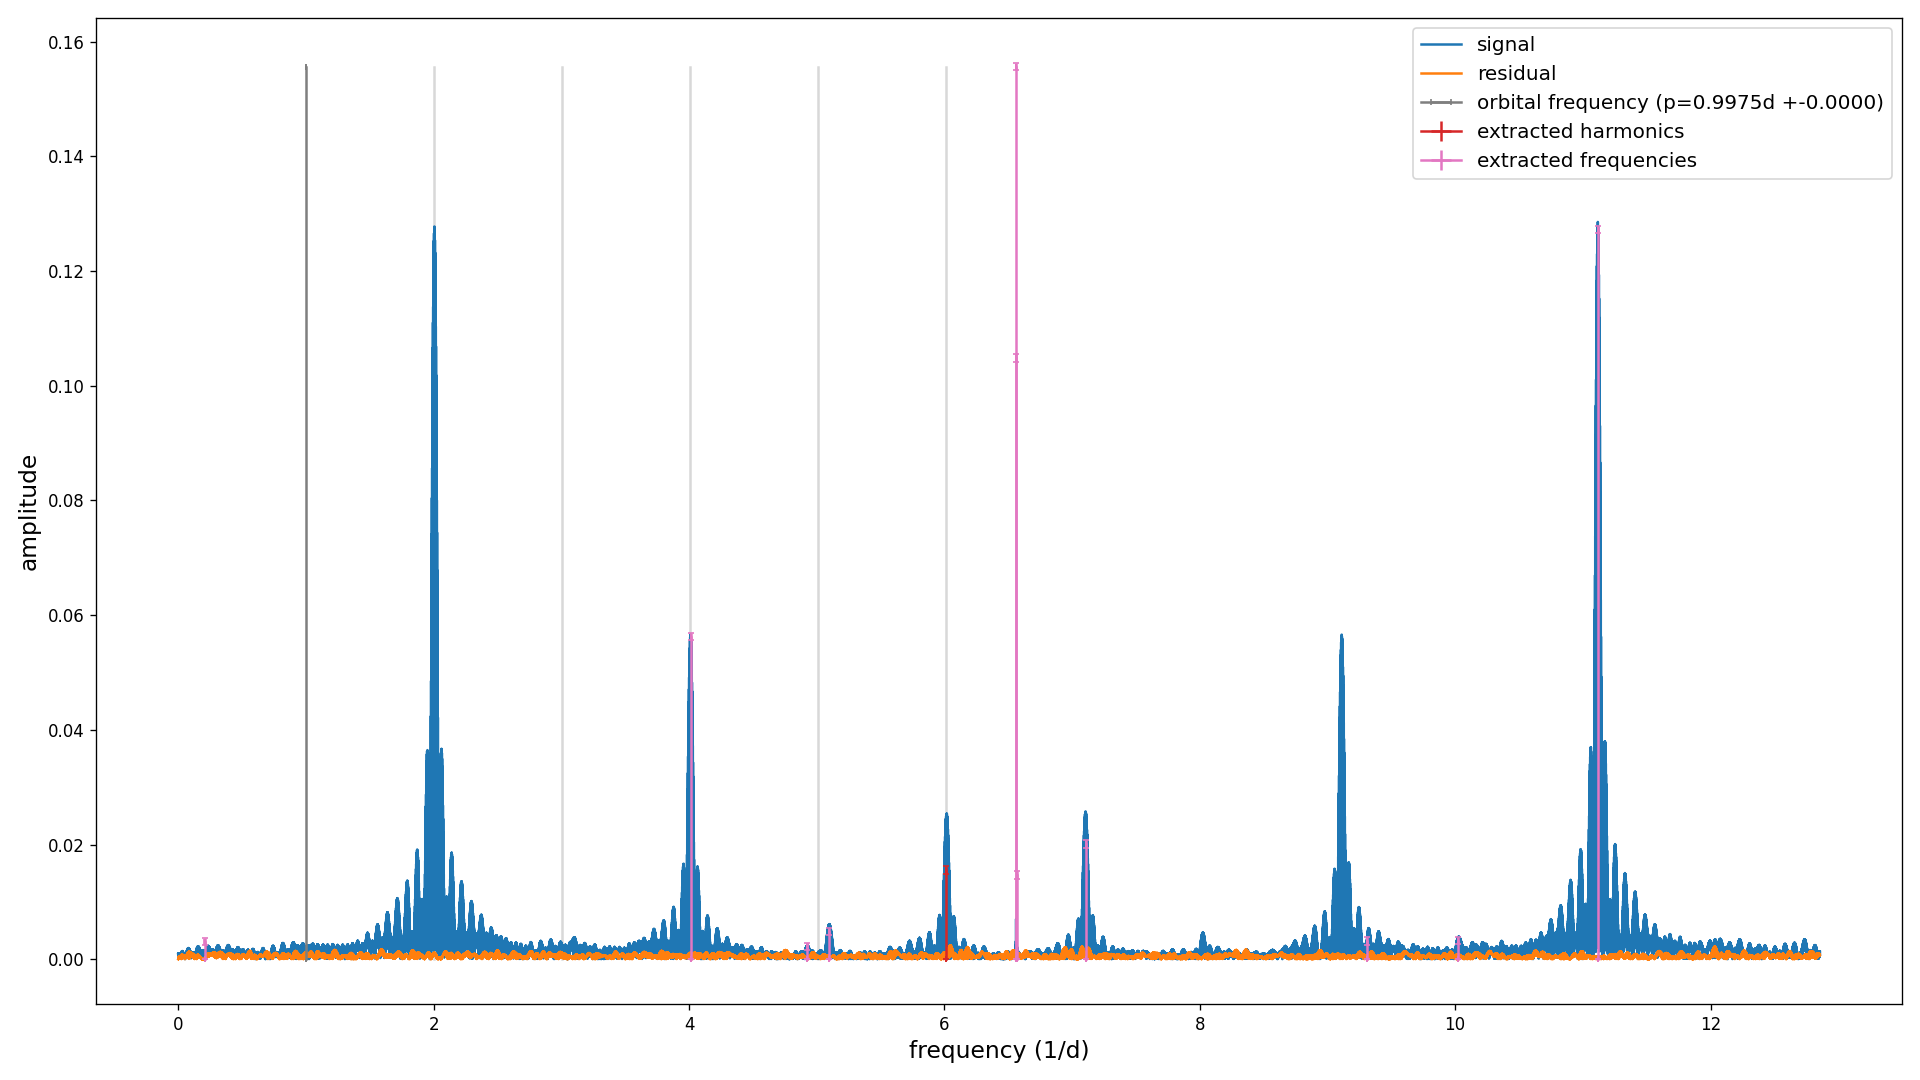 signal
residual
orbital frequency (p=0.9975d +-0.0000)
extracted harmonics
extracted frequencies
amplitude
0.16
0.14
0.12
0.10
0.08
0.06
0.04
0.02
0.00
0 2 4 6 8 10 12
frequency (1/d)